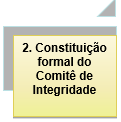 2. Constituição
formal do
Comitê de
Integridade